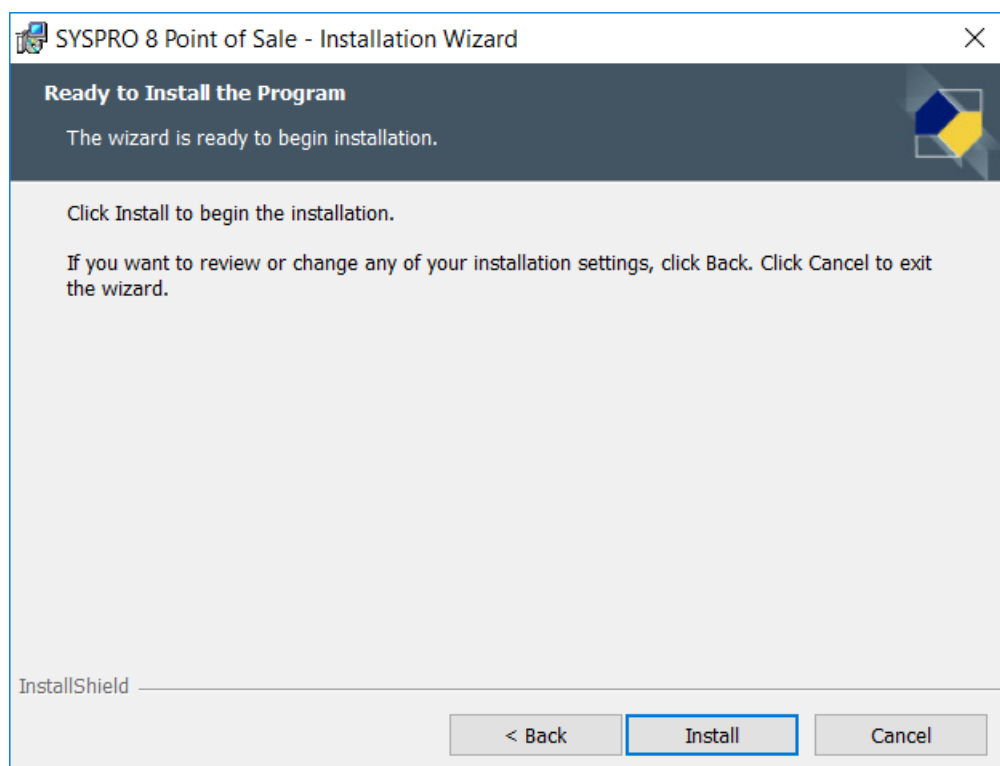 SYSPRO 8 Point of Sale - Installation Wizard
Ready to Install the Program
The wizard is ready to begin installation.
Click Install to begin the installation.
If you want to review or change any of your installation settings, click Back. Click Cancel to exit
the wizard.
InstallShield
< Back Install Cancel